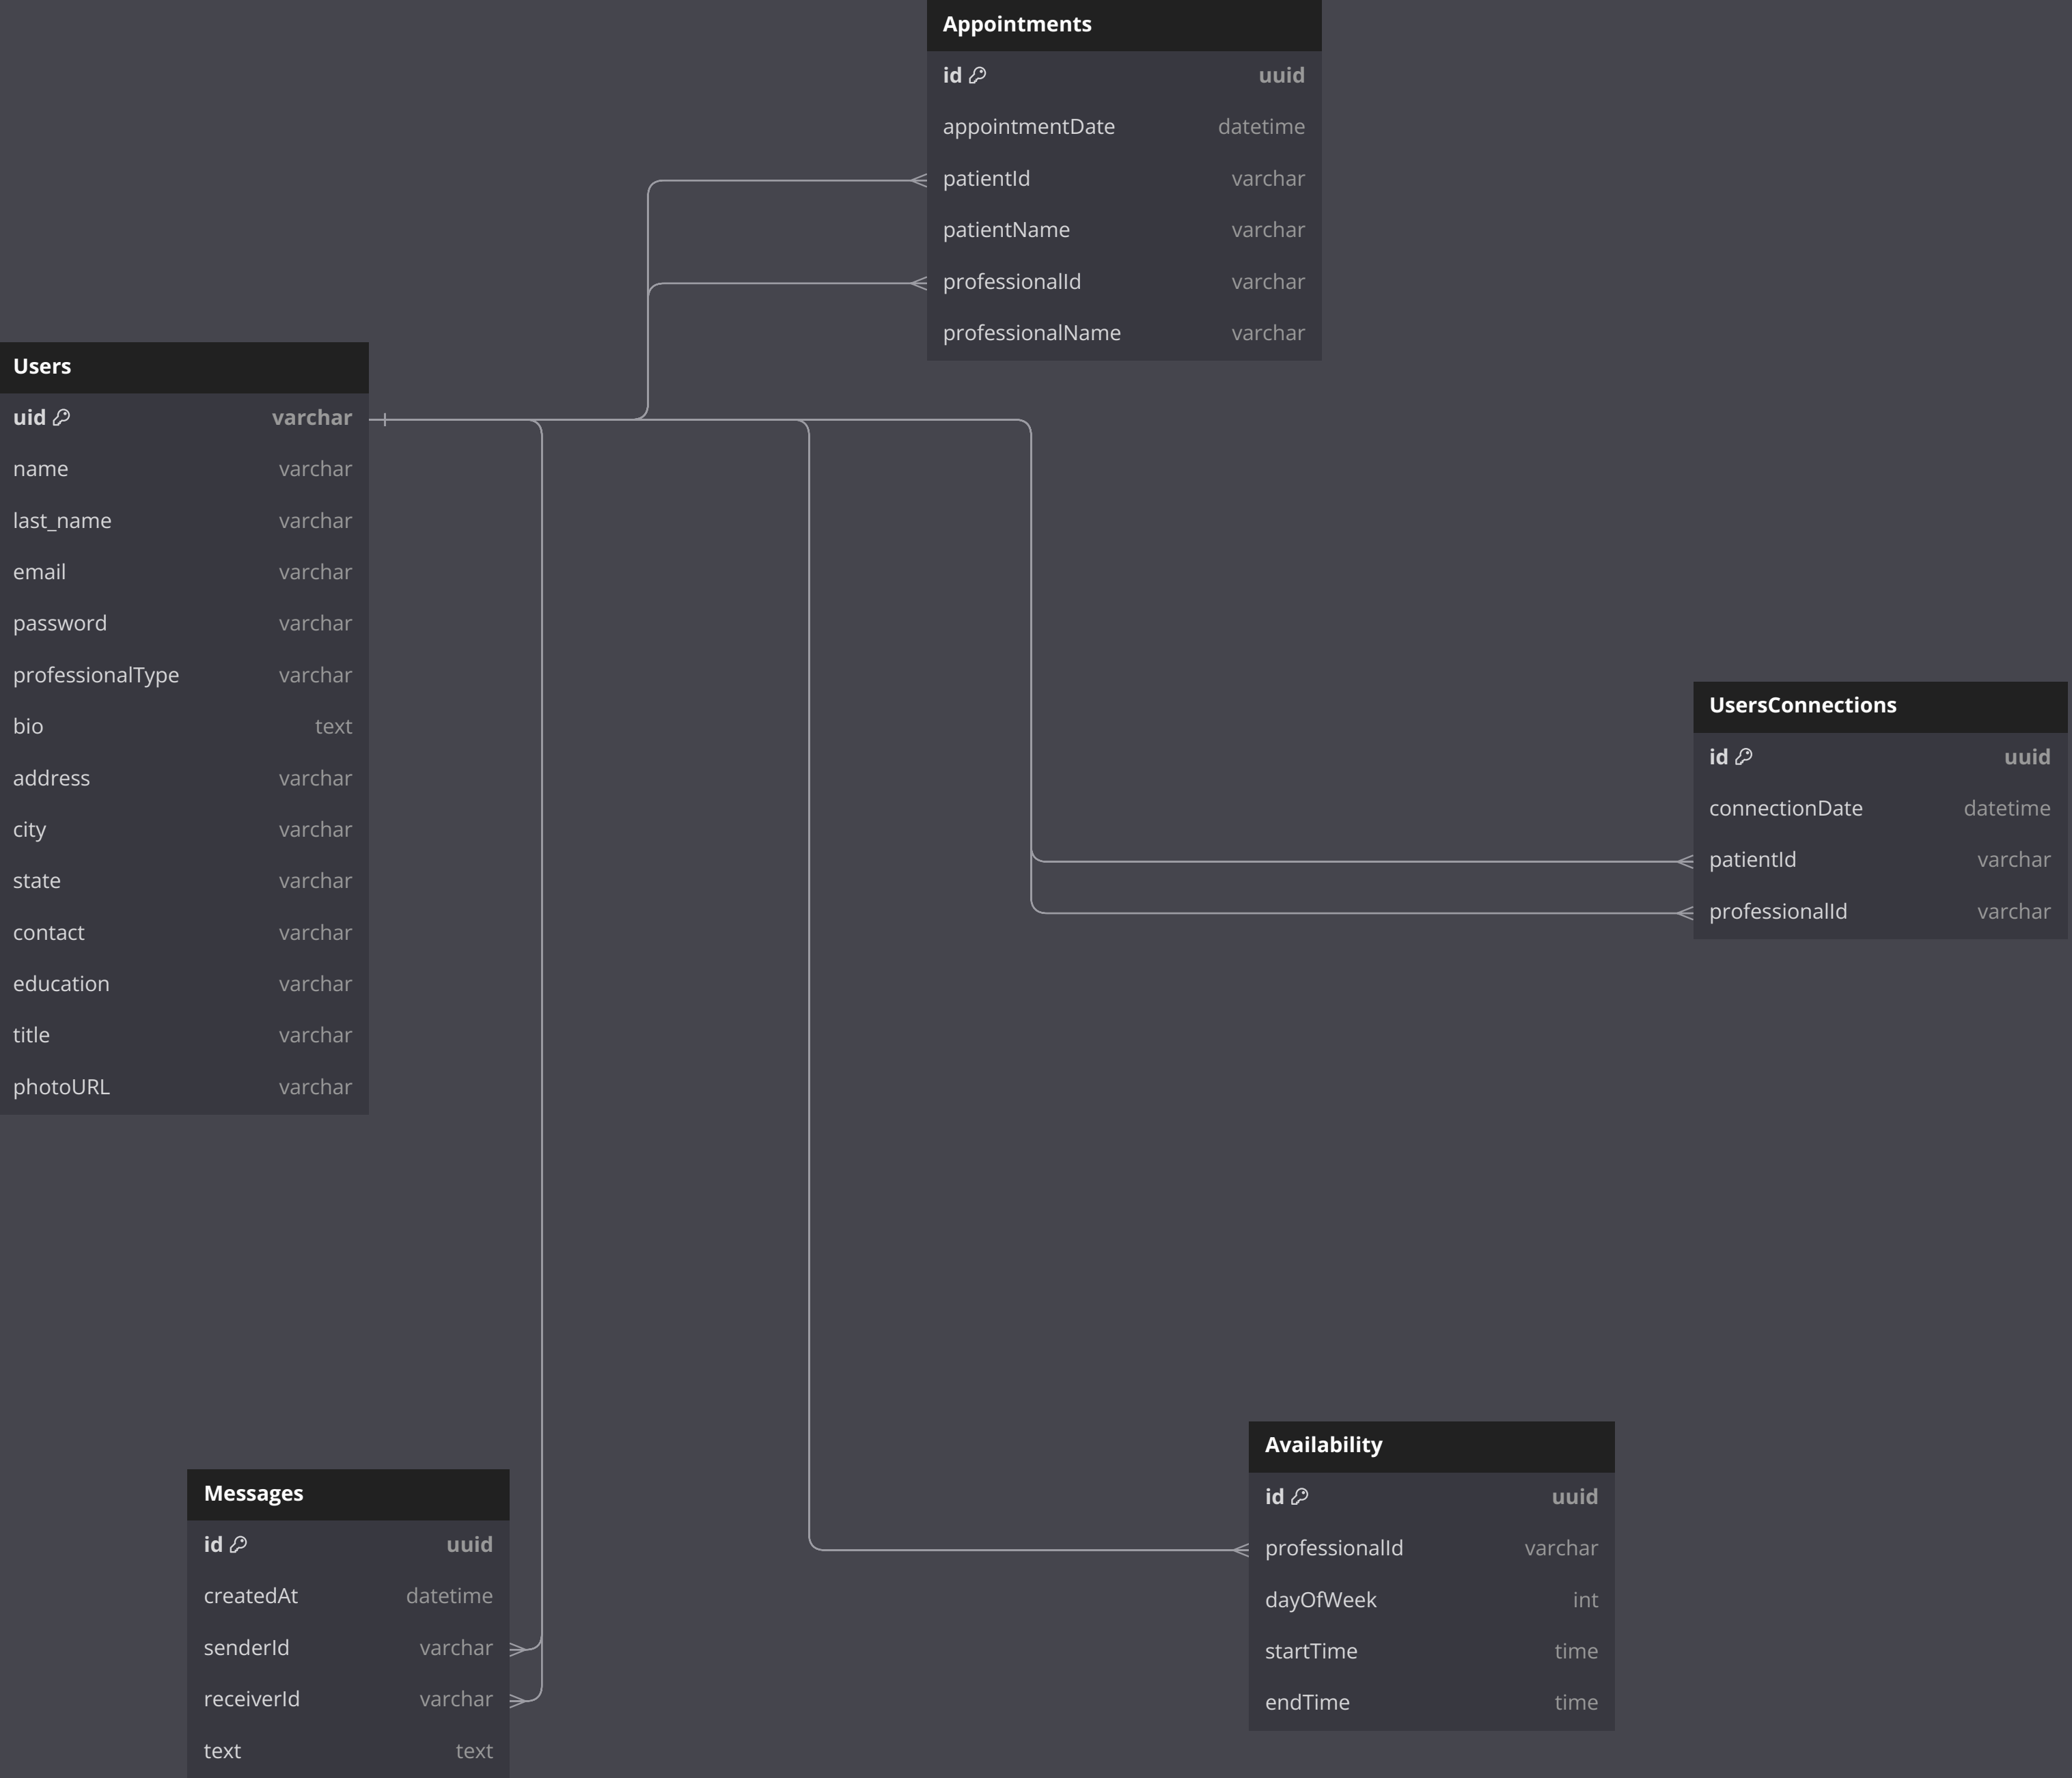 Appointments
id uuid
appointmentDate datetime
patientId varchar
patientName varchar
professionalId varchar
professionalName varchar
Users
uid varchar
name varchar
last_name varchar
email varchar
password varchar
professionalType varchar
bio text
address varchar
city varchar
state varchar
contact varchar
education varchar
title varchar
photoURL varchar
UsersConnections
id uuid
connectionDate datetime
patientId varchar
professionalId varchar
Messages
id uuid
createdAt datetime
senderId varchar
receiverId varchar
text text
Availability
id uuid
professionalId varchar
dayOfWeek int
startTime time
endTime time